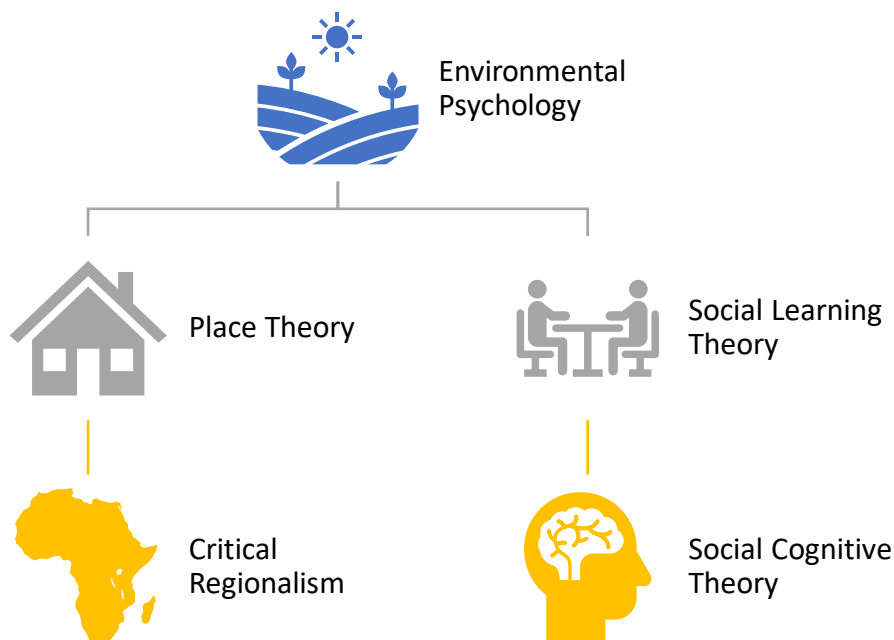 Environmental
Psychology
Place Theory
Social Learning
Theory
Critical
Regionalism
Social Cognitive
Theory